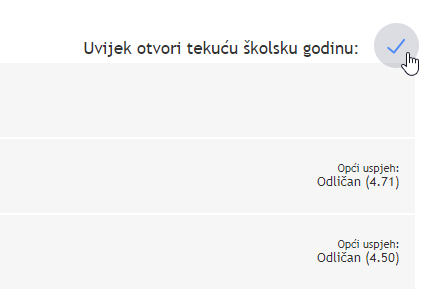 Uvijek otvori tekuću školsku godinu:
Opći uspjeh:
Odličan (4.71)
Opći uspjeh:
Odličan (4.50)